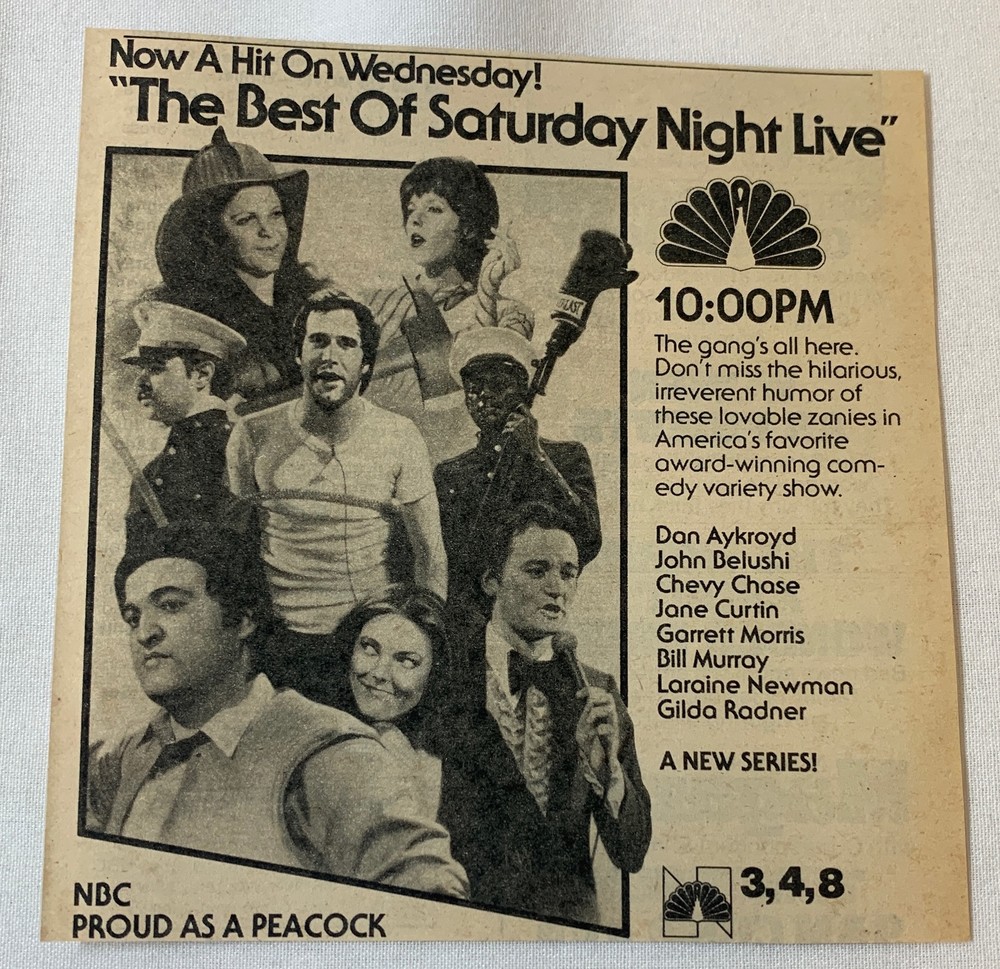 Now A Hit On Wednesday!
"The Best Of Saturday Night Live"
10:00PM
The gang's all here.
Don't miss the hilarious,
irreverent humor of
these lovable zanies in
America's favorite
award-winning com-
edy variety show.
Dan Aykroyd
John Belushi
Chevy Chase
Jane Curtin
Garrett Morris
Bill Murray
Laraine Newman
Gilda Radner
A NEW SERIES!
3,4,8
NBC
PROUD AS A PEACOCK